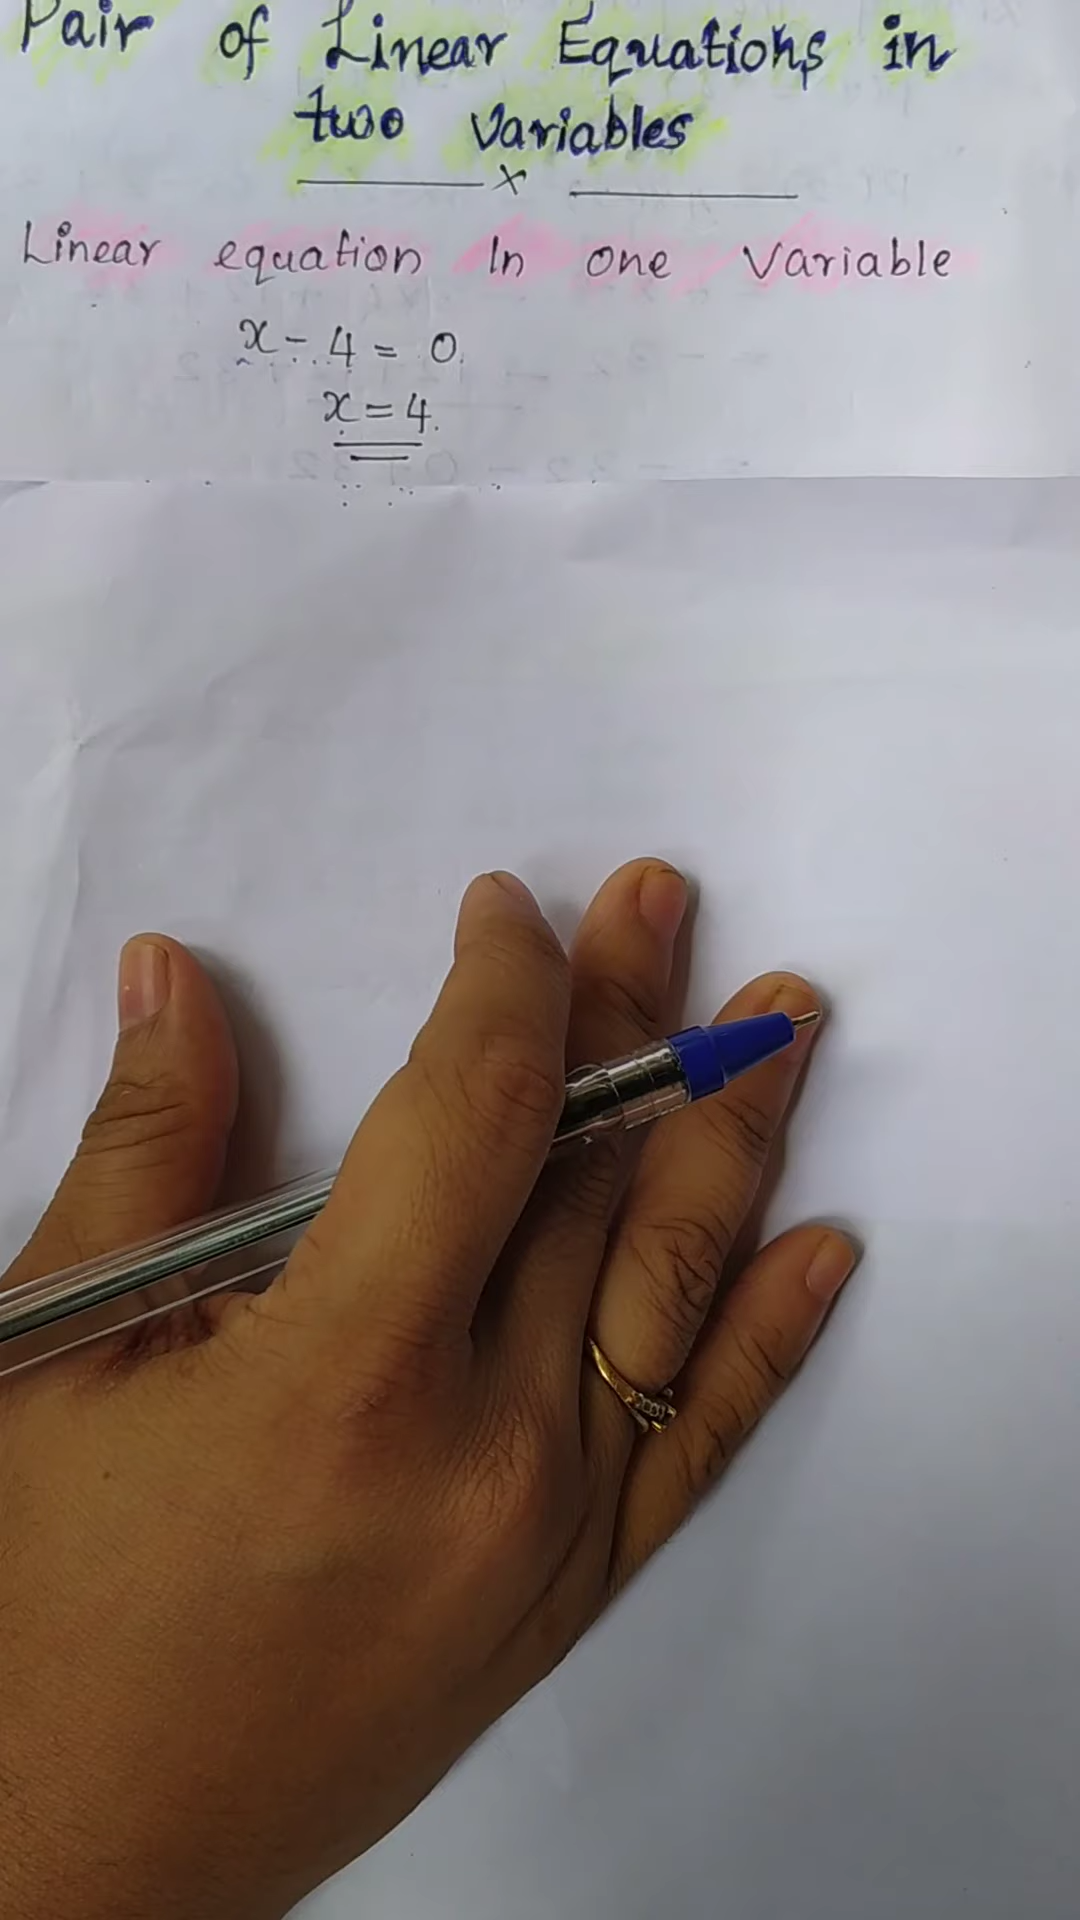 Pair of Linear Equations in
two Variables
x
Linear equation In one Variable
x - 4 = 0.
x = 4.